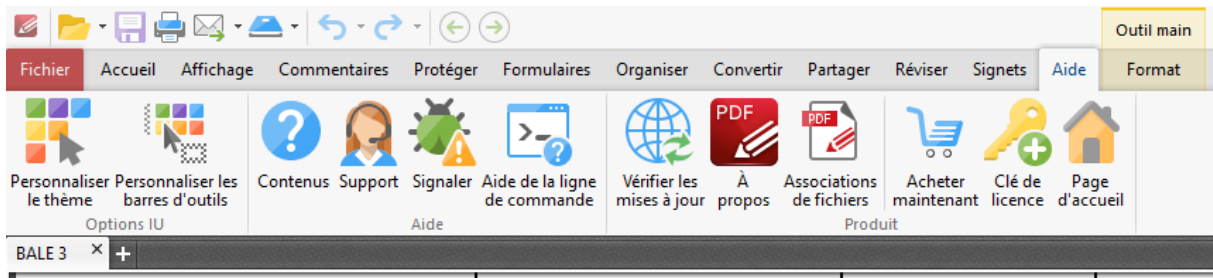 Outil main
Fichier Accueil Affichage Commentaires Protéger Formulaires Organiser Convertir Partager Réviser Signets Aide Format
PDF PDF
Personnaliser Personnaliser les Contenus Support Signaler Aide de la ligne Vérifier les À Associations Acheter Clé de Page
le thème barres d'outils de commande mises à jour propos de fichiers maintenant licence d'accueil
Options IU Aide Produit
BALE 3